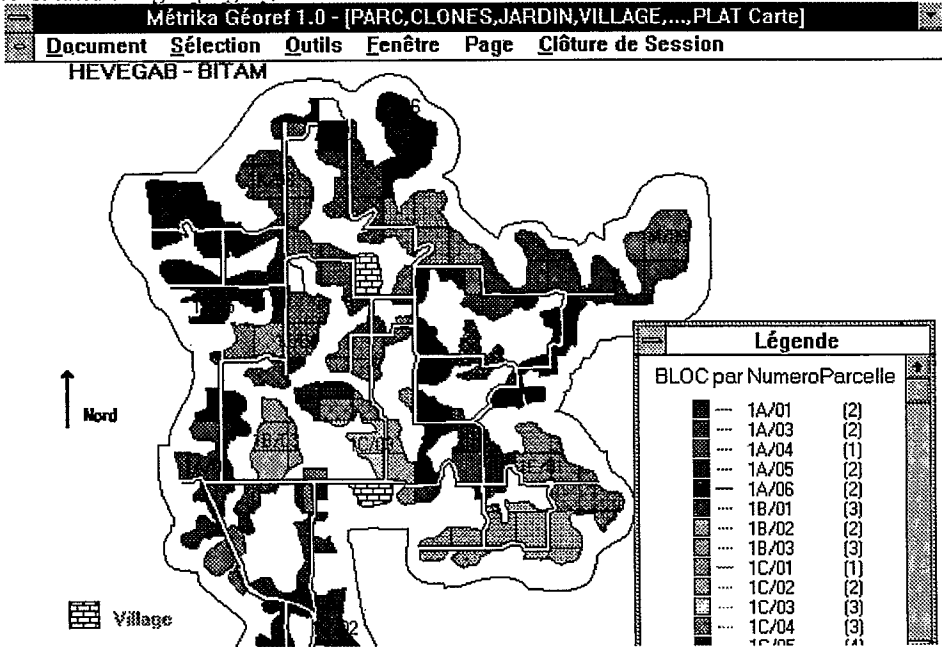 Métrika Géoref 1.0 - [PARC,CLONES,JARDIN,VILLAGE,...,PLAT Carte]
Document Sélection Outils Fenêtre Page Clôture de Session
HEVEGAB - BITAM
Légende
BLOC par NumeroParcelle
1A/01 (2)
1A/03 (2)
1A/04 (1)
1A/05 (2)
1A/06 (2)
1B/01 (3)
1B/02 (2)
1B/03 (3)
1C/01 (1)
1C/02 (2)
1C/03 (3)
1C/04 (3)
1C/05 (4)
Nord
Village